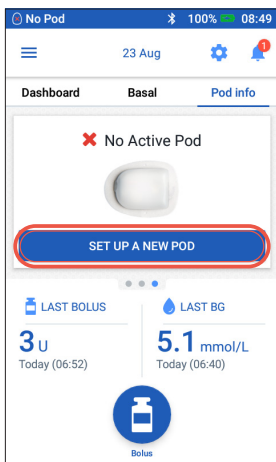 No Pod 100% 08:49
23 Aug 1
Dashboard Basal Pod info
No Active Pod
SET UP A NEW POD
LAST BOLUS LAST BG
3 U 5.1 mmol/L
Today (06:52) Today (06:40)
Bolus